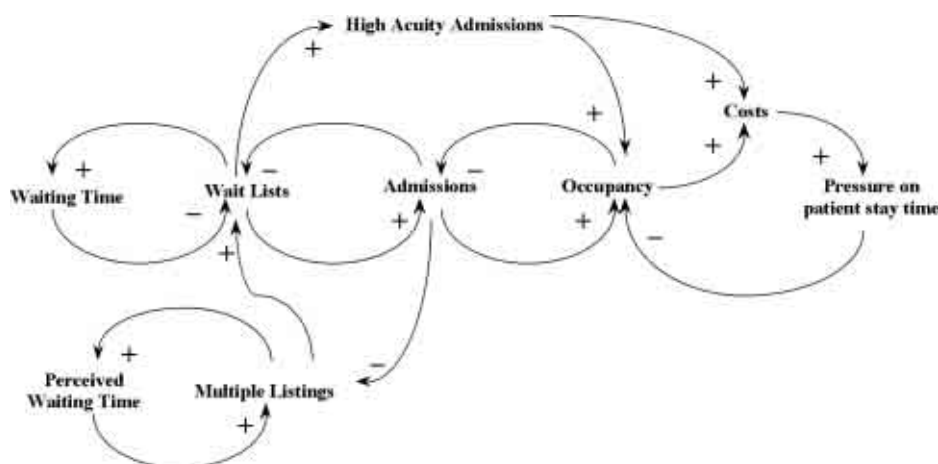 High Acuity Admissions
+
+
Costs
+
+
+
+
Waiting Time
−
Wait Lists
−
Admissions
+
−
Occupancy
+
Pressure on
patient stay time
−
+
+
−
Perceived
Waiting Time
Multiple Listings
+